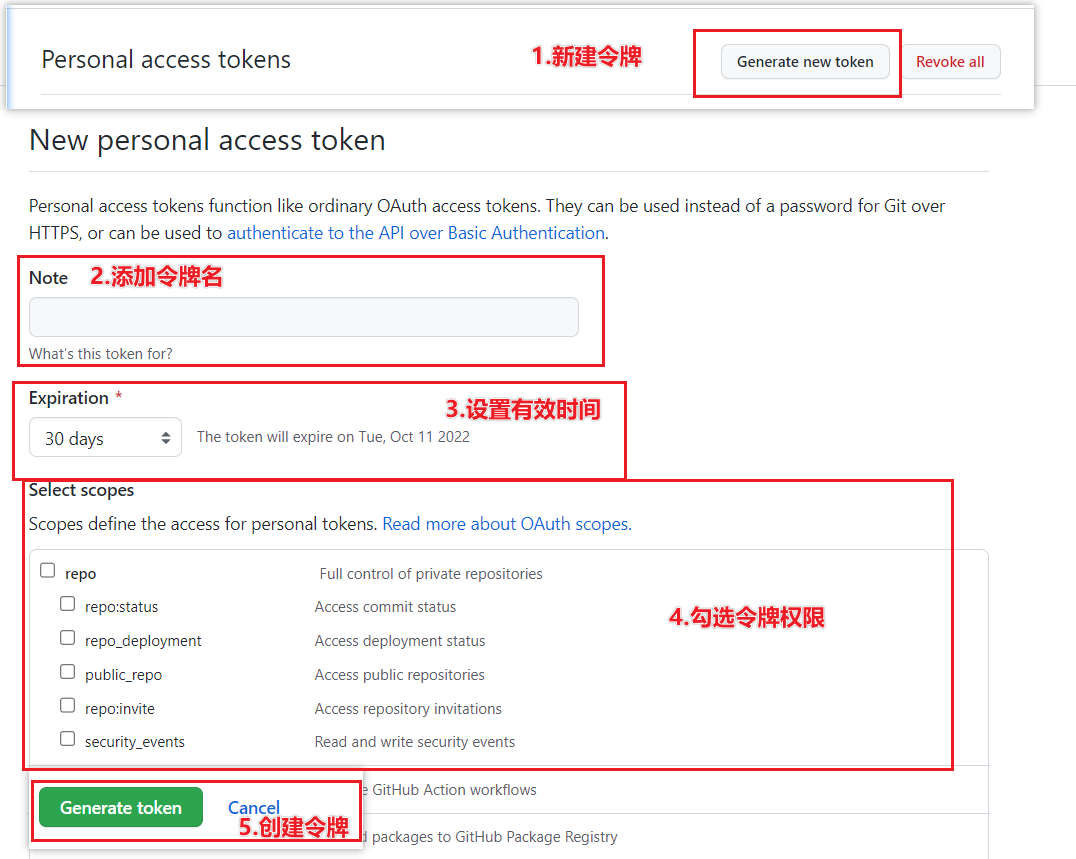 Personal access tokens
1.新建令牌
Generate new token
Revoke all
New personal access token
Personal access tokens function like ordinary OAuth access tokens. They can be used instead of a password for Git over
HTTPS, or can be used to authenticate to the API over Basic Authentication.
Note
2.添加令牌名
What's this token for?
Expiration *
3.设置有效时间
30 days
The token will expire on Tue, Oct 11 2022
Select scopes
Scopes define the access for personal tokens. Read more about OAuth scopes.
repo Full control of private repositories
repo:status Access commit status
4.勾选令牌权限
repo_deployment Access deployment status
public_repo Access public repositories
repo:invite Access repository invitations
security_events Read and write security events
GitHub Action workflows
Generate token
Cancel
5.创建令牌
packages to GitHub Package Registry